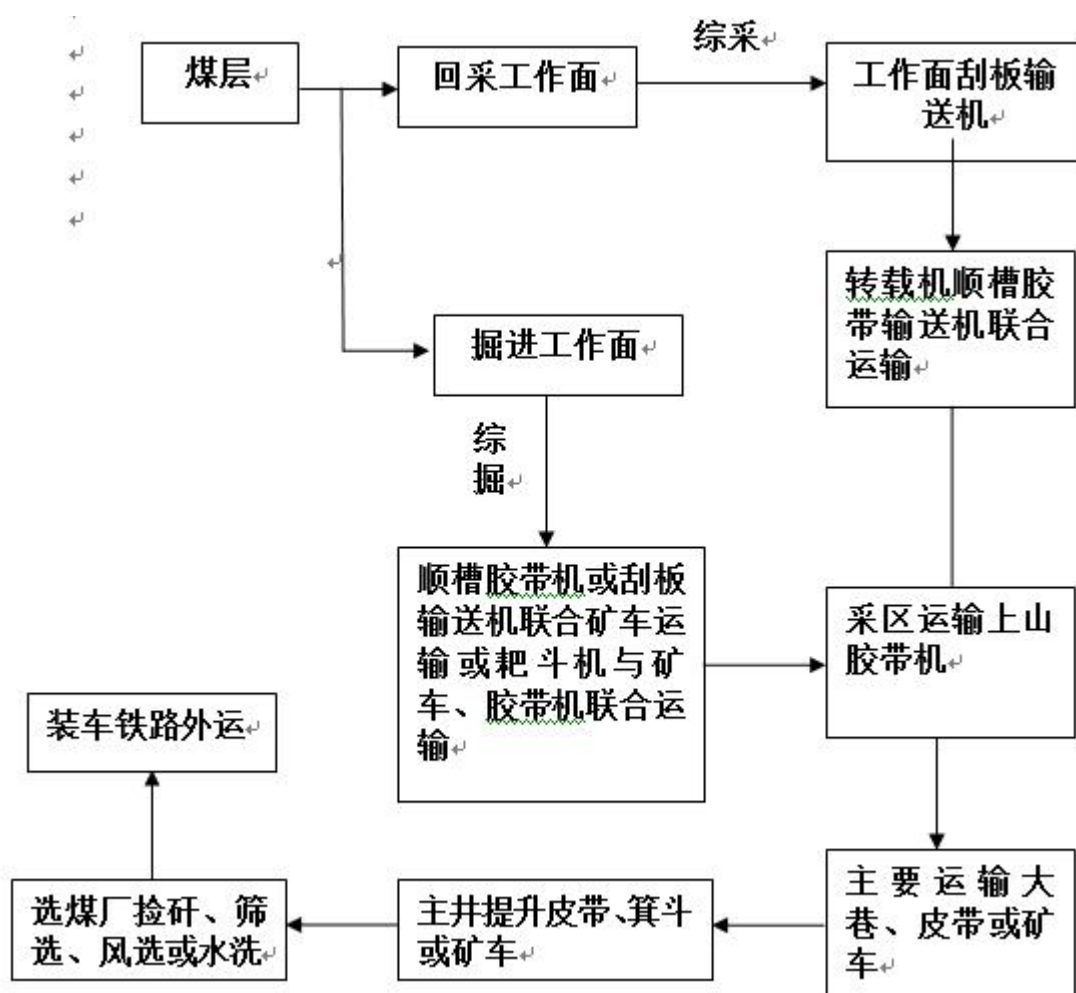 煤层
回采工作面
综采
工作面刮板输
送机
转载机顺槽胶
带输送机联合
运输
掘进工作面
综
掘
顺槽胶带机或刮板
输送机联合矿车运
输或耙斗机与矿
车、胶带机联合运
输
采区运输上山
胶带机
主要运输大
巷、皮带或矿
车
主井提升皮带、箕斗
或矿车
选煤厂捡矸、筛
选、风选或水洗
装车铁路外运